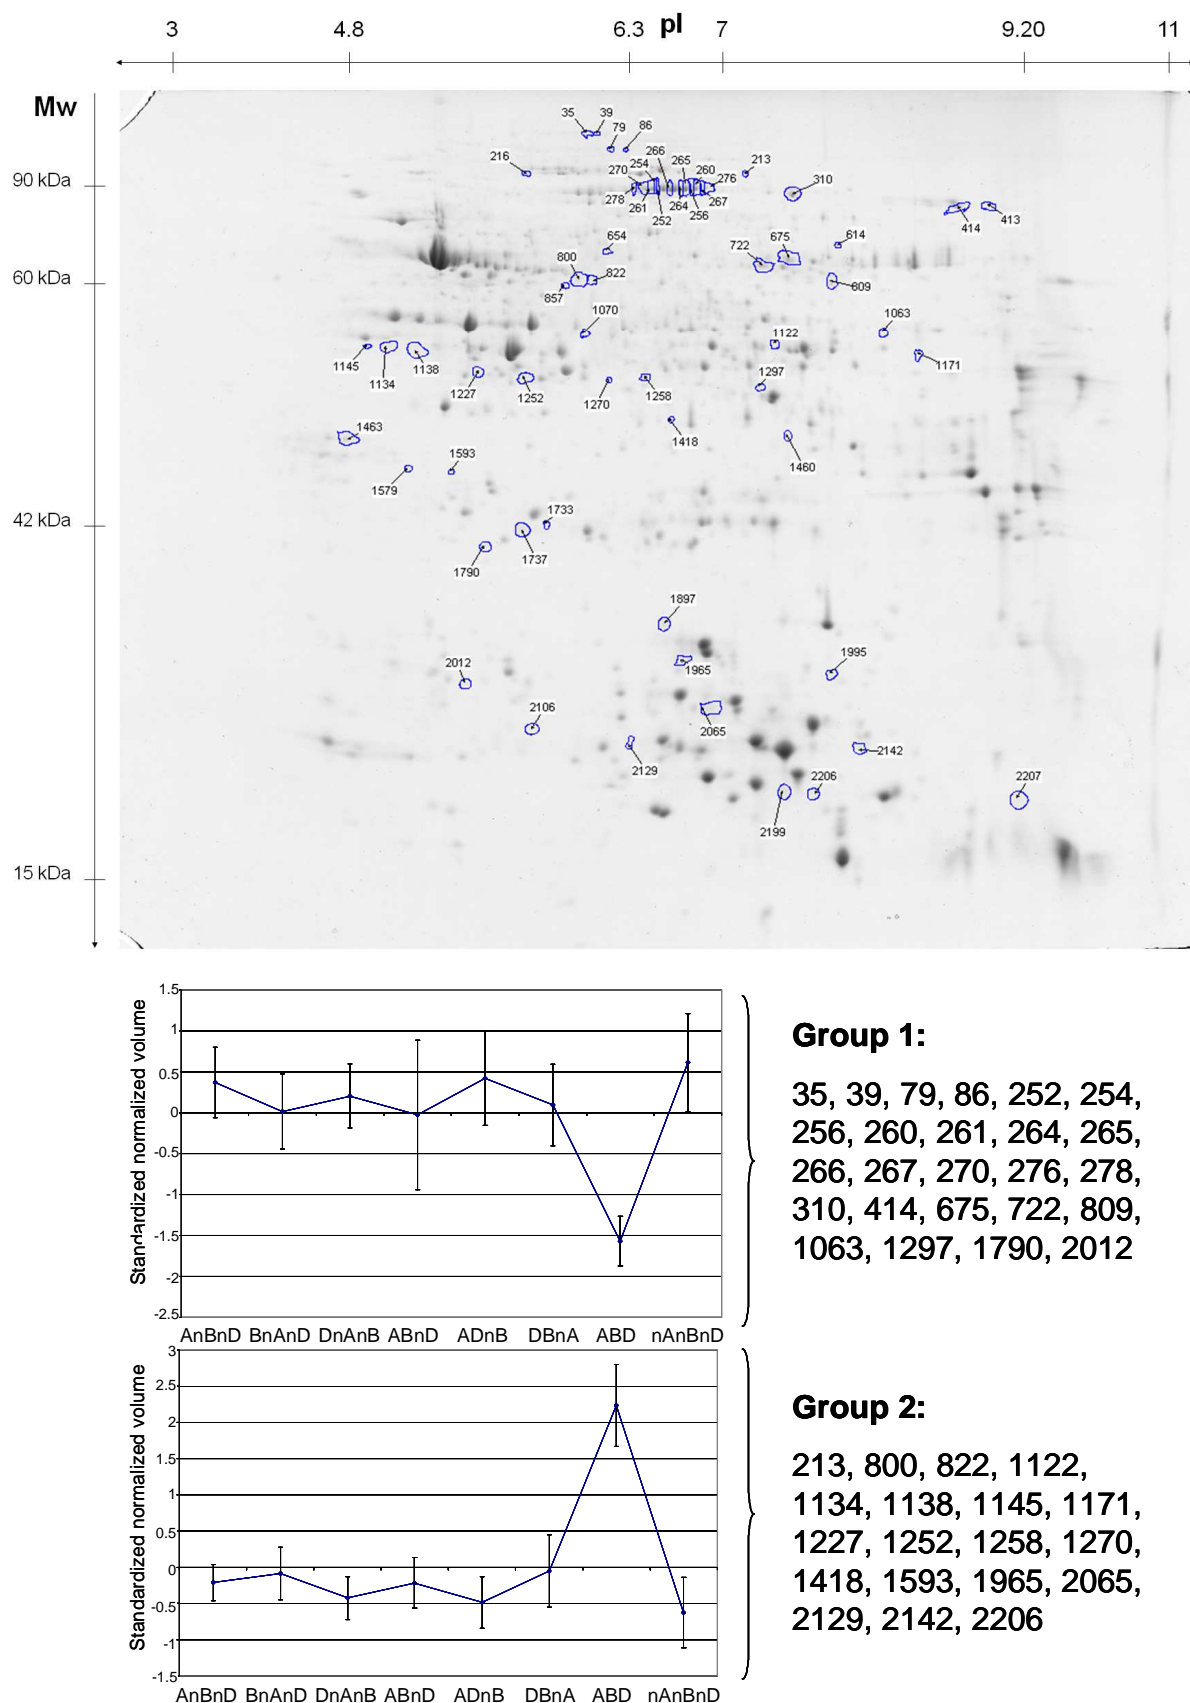 pI
3 4.8 6.3 7 9.20 11
Mw
35 39
79 86
266
216 270 254 265 260 213
90 kDa 276 310
278 261 264 267
252 256
414 413
654 722 675 614
800 822
60 kDa
857 609
1070 1063
1122
1145 1134 1138 1171
1227 1252 1270 1258 1297
1463 1418
1593 1460
1579
42 kDa 1733
1790 1737
1897
2012 1965 1995
2106 2065
2129 2142
2206 2207
2199
15 kDa
Standardized normalized volume
1.5
1
0.5
0
-0.5
-1
-1.5
-2
-2.5
AnBnD BnAnD DnAnB ABnD ADnB DBnA ABD nAnBnD
Group 1:
35, 39, 79, 86, 252, 254,
256, 260, 261, 264, 265,
266, 267, 270, 276, 278,
310, 414, 675, 722, 809,
1063, 1297, 1790, 2012
Standardized normalized volume
3
2.5
2
1.5
1
0.5
0
-0.5
-1
-1.5
AnBnD BnAnD DnAnB ABnD ADnB DBnA ABD nAnBnD
Group 2:
213, 800, 822, 1122,
1134, 1138, 1145, 1171,
1227, 1252, 1258, 1270,
1418, 1593, 1965, 2065,
2129, 2142, 2206